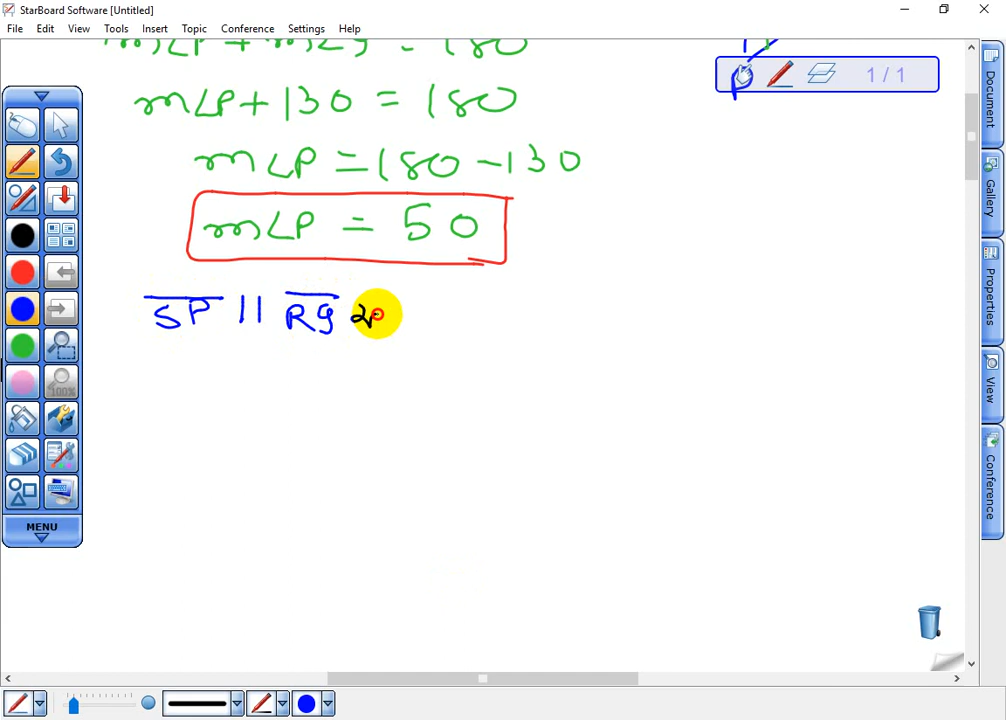 StarBoard Software [Untitled]
File Edit View Tools Insert Topic Conference Settings Help
m∠P + 130 = 180
m∠P = 180 - 130
m∠P = 50
SP || RQ
P
1 / 1
100%
MENU
Document
Gallery
Properties
View
Conference